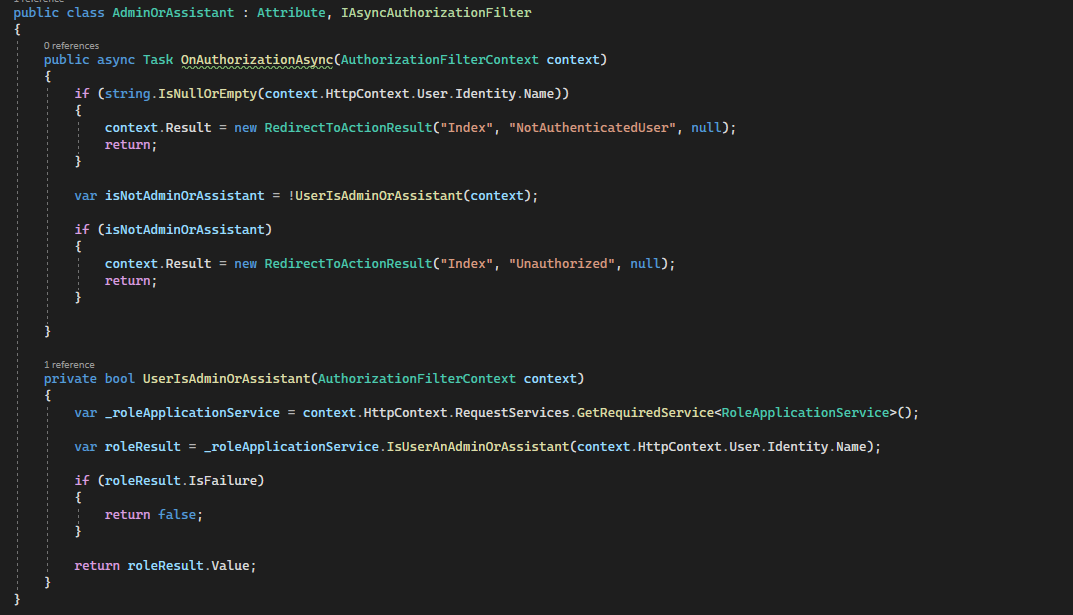 1 reference
public class AdminOrAssistant : Attribute, IAsyncAuthorizationFilter
{
0 references
public async Task OnAuthorizationAsync(AuthorizationFilterContext context)
{
if (string.IsNullOrEmpty(context.HttpContext.User.Identity.Name))
{
context.Result = new RedirectToActionResult("Index", "NotAuthenticatedUser", null);
return;
}
var isNotAdminOrAssistant = !UserIsAdminOrAssistant(context);
if (isNotAdminOrAssistant)
{
context.Result = new RedirectToActionResult("Index", "Unauthorized", null);
return;
}
}
1 reference
private bool UserIsAdminOrAssistant(AuthorizationFilterContext context)
{
var _roleApplicationService = context.HttpContext.RequestServices.GetRequiredService<RoleApplicationService>();
var roleResult = _roleApplicationService.IsUserAnAdminOrAssistant(context.HttpContext.User.Identity.Name);
if (roleResult.IsFailure)
{
return false;
}
return roleResult.Value;
}
}